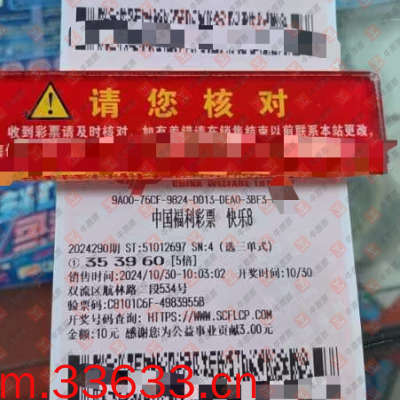 请您核对
收到彩票请及时核对，如有差错请在销售结束以前联系本站更改，
CHINA WELFARE
9A00-76CF-9824-DD13-DEA0-3BF3-
中国福利彩票 快乐8
2024290期 ST:51012697 SN:4 (选三单式)
① 35 39 60 [5倍]
销售时间:2024/10/30-10:03:02 开奖时间:10/30
双流区航林路二段534号
验票码:C8101C6F-49839558
开奖号码查询: HTTPS://WWW.SCFLCP.COM
金额:10元 感谢您为公益事业贡献3.00元
m.33633.cn